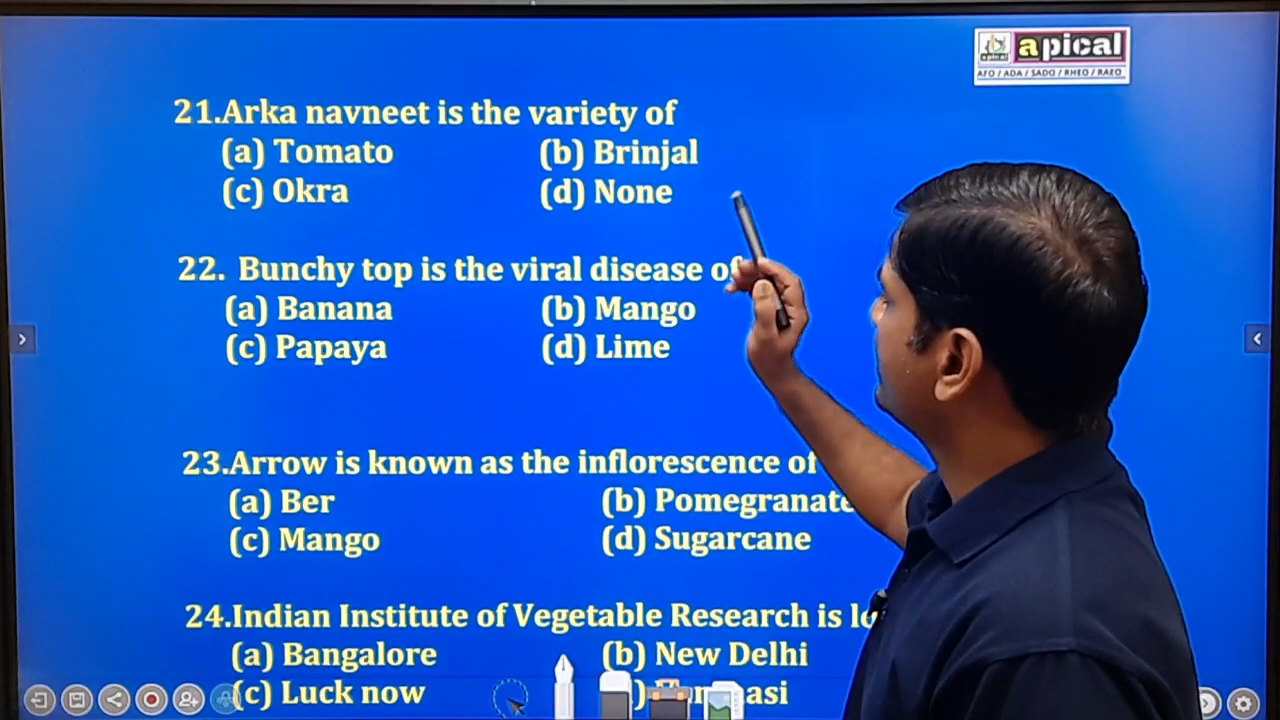 apical
AFO / ADA / SADO / RHEO / RAEO
21.Arka navneet is the variety of
(a) Tomato (b) Brinjal
(c) Okra (d) None
22. Bunchy top is the viral disease of
(a) Banana (b) Mango
(c) Papaya (d) Lime
23.Arrow is known as the inflorescence of
(a) Ber (b) Pomegranate
(c) Mango (d) Sugarcane
24.Indian Institute of Vegetable Research is
(a) Bangalore (b) New Delhi
(c) Luck now